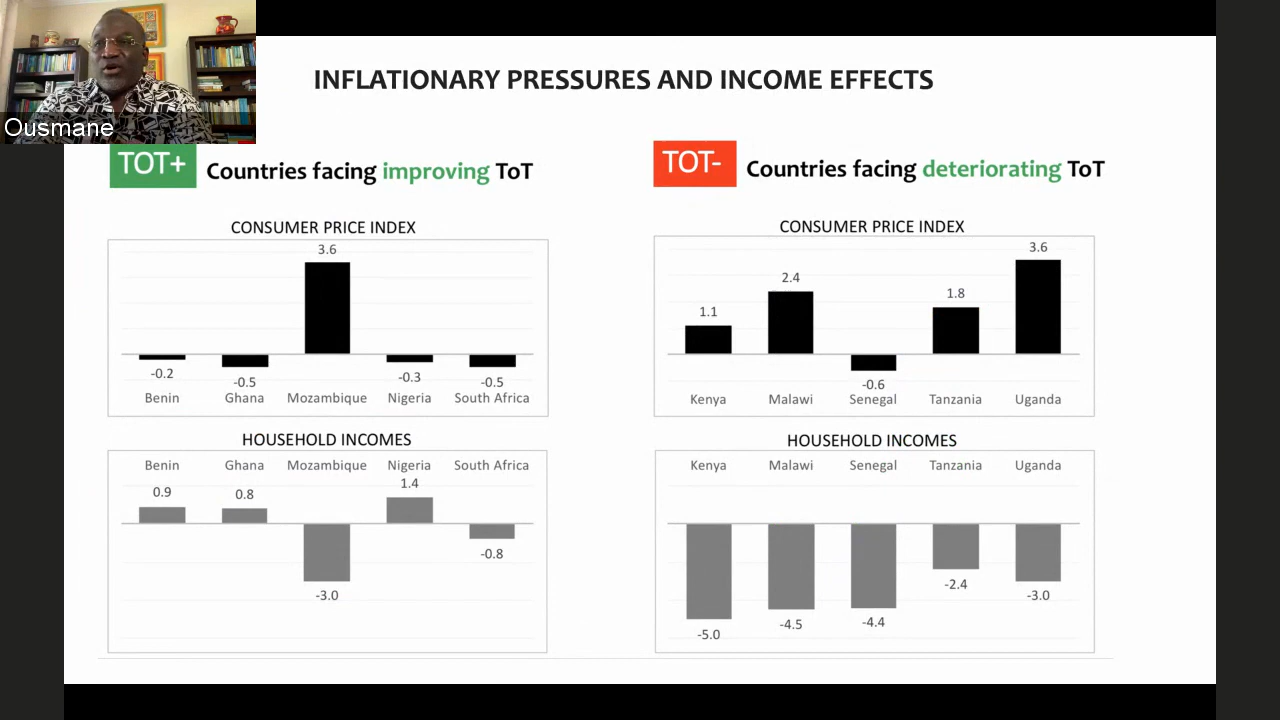 Ousmane
INFLATIONARY PRESSURES AND INCOME EFFECTS
TOT+ Countries facing improving ToT
CONSUMER PRICE INDEX
3.6
-0.2 -0.5 -0.3 -0.5
Benin Ghana Mozambique Nigeria South Africa
HOUSEHOLD INCOMES
Benin Ghana Mozambique Nigeria South Africa
0.9 0.8 1.4
-3.0 -0.8
TOT- Countries facing deteriorating ToT
CONSUMER PRICE INDEX
1.1 2.4 1.8 3.6
-0.6
Kenya Malawi Senegal Tanzania Uganda
HOUSEHOLD INCOMES
Kenya Malawi Senegal Tanzania Uganda
-5.0 -4.5 -4.4 -2.4 -3.0